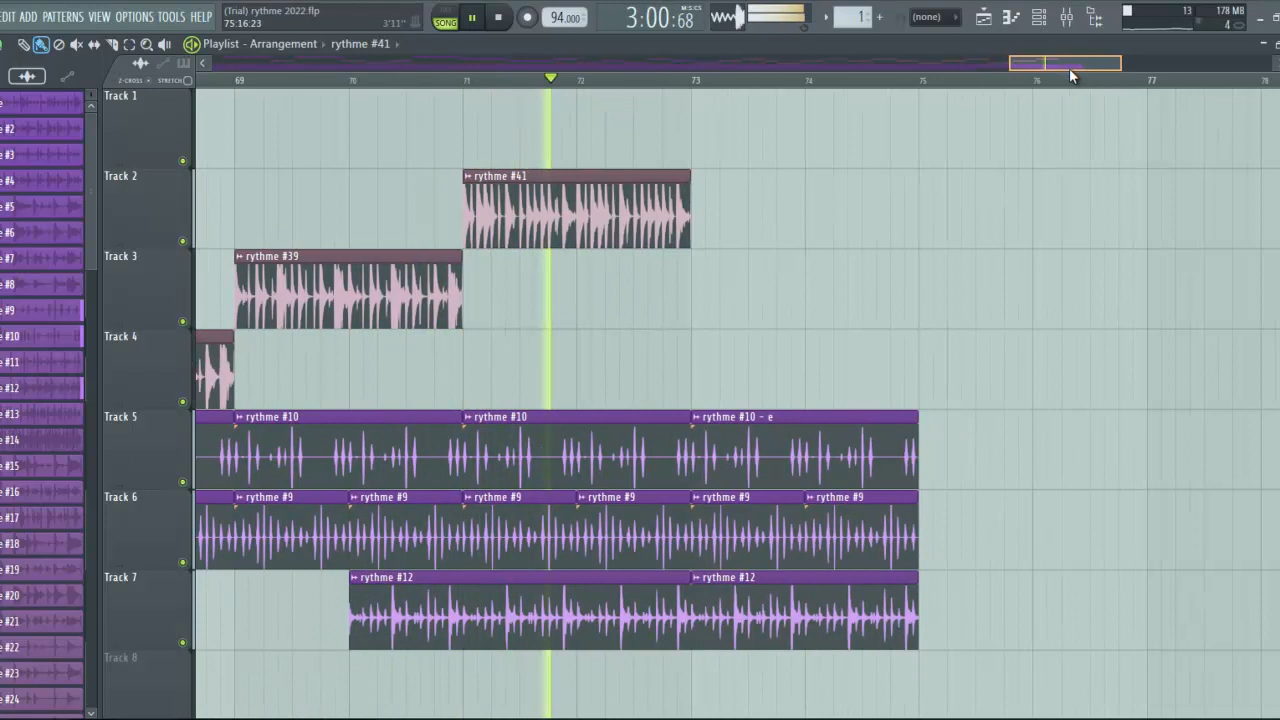 EDIT ADD PATTERNS VIEW OPTIONS TOOLS HELP
(Trial) rythme 2022.flp
75:16:23
SONG
94.000
3:00:68
M:S:CS
1
(none)
13
178 MB
4
Playlist - Arrangement › rythme #41 ›
Z-CROSS
STRETCH
69
70
71
72
73
74
75
76
77
78
Track 1
Track 2
rythme #41
Track 3
rythme #39
Track 4
Track 5
rythme #10
rythme #10
rythme #10 - e
Track 6
rythme #9
rythme #9
rythme #9
rythme #9
rythme #9
rythme #9
Track 7
rythme #12
rythme #12
Track 8
e
e #2
e #3
e #4
e #5
e #6
e #7
e #8
e #9
e #10
e #11
e #12
e #13
e #14
e #15
e #16
e #17
e #18
e #19
e #20
e #21
e #22
e #23
e #24